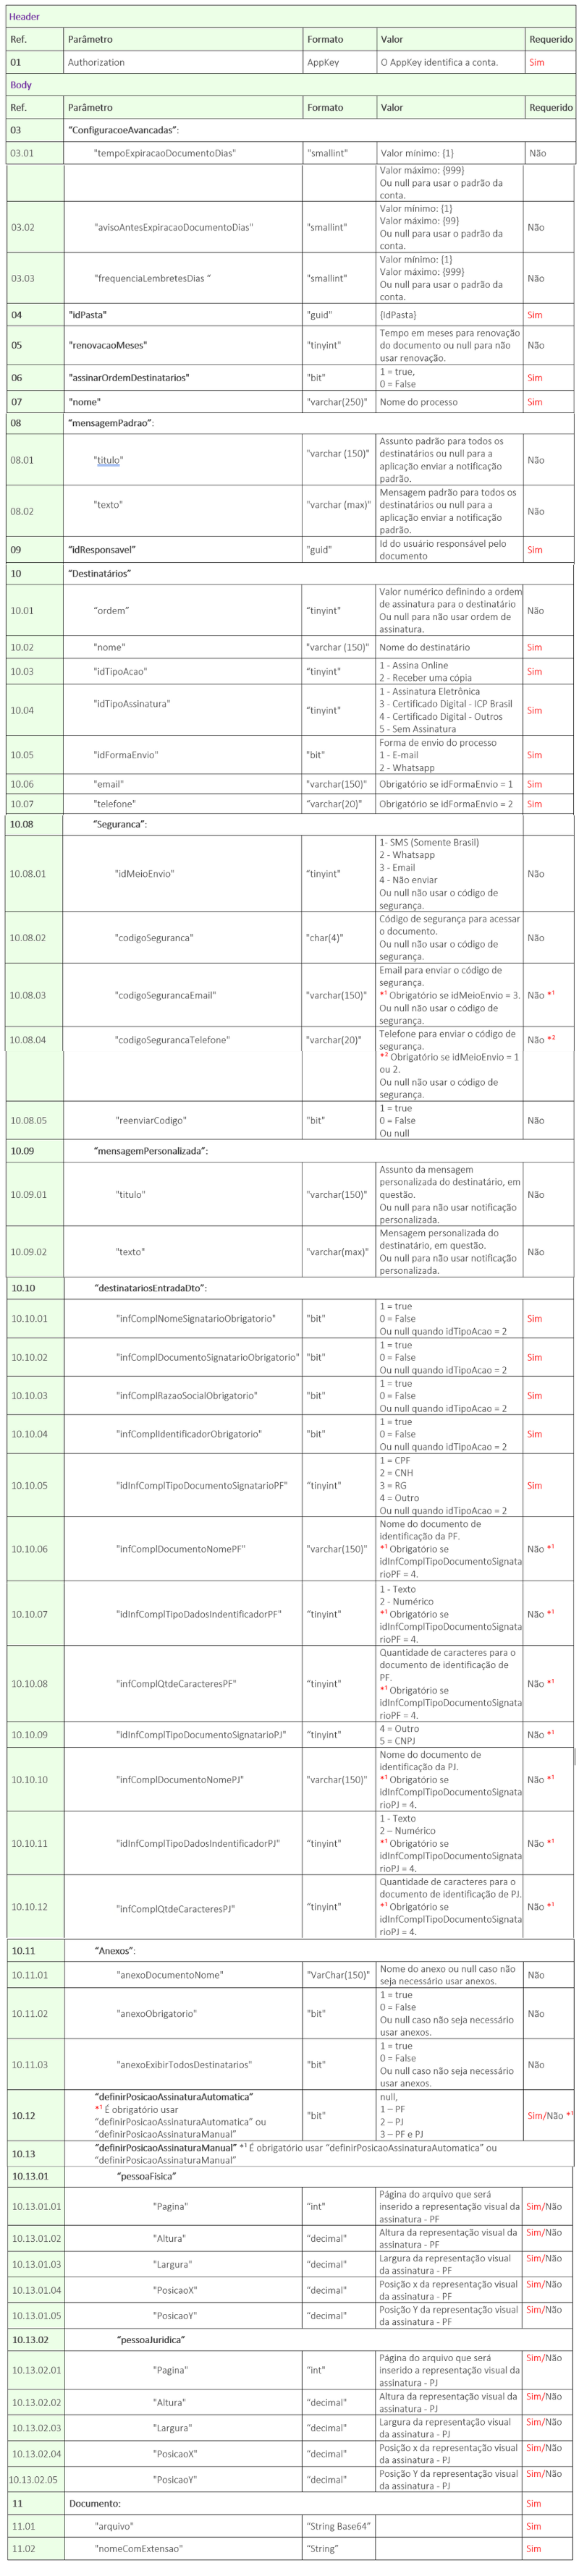 Header
Ref. Parâmetro Formato Valor Requerido
01 Authorization AppKey O AppKey identifica a conta. Sim
Body
Ref. Parâmetro Formato Valor Requerido
03 "ConfiguracoeAvancadas":
03.01 "tempoExpiracaoDocumentoDias" "smallint" Valor mínimo: {1} Não
Valor máximo: {999}
Ou null para usar o padrão da
conta.
03.02 "avisoAntesExpiracaoDocumentoDias" "smallint" Valor mínimo: {1}
Valor máximo: {99}
Ou null para usar o padrão da
conta. Não
03.03 "frequenciaLembretesDias " "smallint" Valor mínimo: {1}
Valor máximo: {999}
Ou null para usar o padrão da
conta. Não
04 "idPasta" "guid" {IdPasta} Sim
05 "renovacaoMeses" "tinyint" Tempo em meses para renovação
do documento ou null para não
usar renovação. Não
06 "assinarOrdemDestinatarios" "bit" 1 = true,
0 = False Sim
07 "nome" "varchar(250)" Nome do processo Sim
08 "mensagemPadrao":
08.01 "titulo" "varchar (150)" Assunto padrão para todos os
destinatários ou null para a
aplicação enviar a notificação
padrão. Não
08.02 "texto" "varchar (max)" Mensagem padrão para todos os
destinatários ou null para a
aplicação enviar a notificação
padrão. Não
09 "idResponsavel" "guid" Id do usuário responsável pelo
documento Sim
10 "Destinatários"
10.01 "ordem" "tinyint" Valor numérico definindo a ordem
de assinatura para o destinatário
Ou null para não usar ordem de
assinatura. Não
10.02 "nome" "varchar (150)" Nome do destinatário Sim
10.03 "idTipoAcao" "tinyint" 1 - Assina Online
2 - Receber uma cópia Sim
10.04 "idTipoAssinatura" "tinyint" 1 - Assinatura Eletrônica
3 - Certificado Digital - ICP Brasil
4 - Certificado Digital - Outros
5 - Sem Assinatura Sim
10.05 "idFormaEnvio" "bit" Forma de envio do processo
1 - E-mail
2 - Whatsapp Sim
10.06 "email" "varchar(150)" Obrigatório se idFormaEnvio = 1 Sim
10.07 "telefone" "varchar(20)" Obrigatório se idFormaEnvio = 2 Sim
10.08 "Seguranca":
10.08.01 "idMeioEnvio" "tinyint" 1- SMS (Somente Brasil)
2 - Whatsapp
3 - Email
4 - Não enviar
Ou null não usar o código de
segurança. Não
10.08.02 "codigoSeguranca" "char(4)" Código de segurança para acessar
o documento.
Ou null não usar o código de
segurança. Não
10.08.03 "codigoSegurancaEmail" "varchar(150)" Email para enviar o código de
segurança.
*¹ Obrigatório se idMeioEnvio = 3.
Ou null não usar o código de
segurança. Não *¹
10.08.04 "codigoSegurancaTelefone" "varchar(20)" Telefone para enviar o código de
segurança. Não *²
*² Obrigatório se idMeioEnvio = 1
ou 2.
Ou null não usar o código de
segurança.
10.08.05 "reenviarCodigo" "bit" 1 = true
0 = False
Ou null Não
10.09 "mensagemPersonalizada":
10.09.01 "titulo" "varchar(150)" Assunto da mensagem
personalizada do destinatário, em
questão.
Ou null para não usar notificação
personalizada. Não
10.09.02 "texto" "varchar(max)" Mensagem personalizada do
destinatário, em questão.
Ou null para não usar notificação
personalizada. Não
10.10 "destinatariosEntradaDto":
10.10.01 "infComplNomeSignatarioObrigatorio" "bit" 1 = true
0 = False
Ou null quando idTipoAcao = 2 Sim
10.10.02 "infComplDocumentoSignatarioObrigatorio" "bit" 1 = true
0 = False
Ou null quando idTipoAcao = 2 Sim
10.10.03 "infComplRazaoSocialObrigatorio" "bit" 1 = true
0 = False
Ou null quando idTipoAcao = 2 Sim
10.10.04 "infComplIdentificadorObrigatorio" "bit" 1 = true
0 = False
Ou null quando idTipoAcao = 2 Sim
10.10.05 "idInfComplTipoDocumentoSignatarioPF" "tinyint" 1 = CPF
2 = CNH
3 = RG
4 = Outro
Ou null quando idTipoAcao = 2 Sim
10.10.06 "infComplDocumentoNomePF" "varchar(150)" Nome do documento de
identificação da PF.
*¹ Obrigatório se
idInfComplTipoDocumentoSignata
rioPF = 4. Não *¹
10.10.07 "idInfComplTipoDadosIndentificadorPF" "tinyint" 1 - Texto
2 - Numérico
*¹ Obrigatório se
idInfComplTipoDocumentoSignata
rioPF = 4. Não *¹
10.10.08 "infComplQtdeCaracteresPF" "tinyint" Quantidade de caracteres para o
documento de identificação de
PF.
*¹ Obrigatório se
idInfComplTipoDocumentoSignata
rioPF = 4. Não *¹
10.10.09 "idInfComplTipoDocumentoSignatarioPJ" "tinyint" 4 = Outro
5 = CNPJ Não *¹
10.10.10 "infComplDocumentoNomePJ" "varchar(150)" Nome do documento de
identificação da PJ.
*¹ Obrigatório se
idInfComplTipoDocumentoSignata
rioPJ = 4. Não *¹
10.10.11 "idInfComplTipoDadosIndentificadorPJ" "tinyint" 1 - Texto
2 – Numérico
*¹ Obrigatório se
idInfComplTipoDocumentoSignata
rioPJ = 4. Não *¹
10.10.12 "infComplQtdeCaracteresPJ" "tinyint" Quantidade de caracteres para o
documento de identificação de PJ.
*¹ Obrigatório se
idInfComplTipoDocumentoSignata
rioPJ = 4. Não *¹
10.11 "Anexos":
10.11.01 "anexoDocumentoNome" "VarChar(150)" Nome do anexo ou null caso não
seja necessário usar anexos. Não
10.11.02 "anexoObrigatorio" "bit" 1 = true
0 = False
Ou null caso não seja necessário
usar anexos. Não
10.11.03 "anexoExibirTodosDestinatarios" "bit" 1 = true
0 = False
Ou null caso não seja necessário
usar anexos. Não
10.12 "definirPosicaoAssinaturaAutomatica"
*¹ É obrigatório usar
"definirPosicaoAssinaturaAutomatica" ou
"definirPosicaoAssinaturaManual" "bit" null,
1 – PF
2 – PJ
3 – PF e PJ Sim/Não *¹
10.13 "definirPosicaoAssinaturaManual" *¹ É obrigatório usar "definirPosicaoAssinaturaAutomatica" ou
"definirPosicaoAssinaturaManual"
10.13.01 "pessoaFisica"
10.13.01.01 "Pagina" "int" Página do arquivo que será
inserido a representação visual da
assinatura - PF Sim/Não
10.13.01.02 "Altura" "decimal" Altura da representação visual da
assinatura - PF Sim/Não
10.13.01.03 "Largura" "decimal" Largura da representação visual
da assinatura - PF Sim/Não
10.13.01.04 "PosicaoX" "decimal" Posição x da representação visual
da assinatura - PF Sim/Não
10.13.01.05 "PosicaoY" "decimal" Posição Y da representação visual
da assinatura - PF Sim/Não
10.13.02 "pessoaJuridica"
10.13.02.01 "Pagina" "int" Página do arquivo que será
inserido a representação visual da
assinatura - PJ Sim/Não
10.13.02.02 "Altura" "decimal" Altura da representação visual da
assinatura - PJ Sim/Não
10.13.02.03 "Largura" "decimal" Largura da representação visual
da assinatura - PJ Sim/Não
10.13.02.04 "PosicaoX" "decimal" Posição x da representação visual
da assinatura - PJ Sim/Não
10.13.02.05 "PosicaoY" "decimal" Posição Y da representação visual
da assinatura - PJ Sim/Não
11 Documento: Sim
11.01 "arquivo" "String Base64" Sim
11.02 "nomeComExtensao" "String" Sim